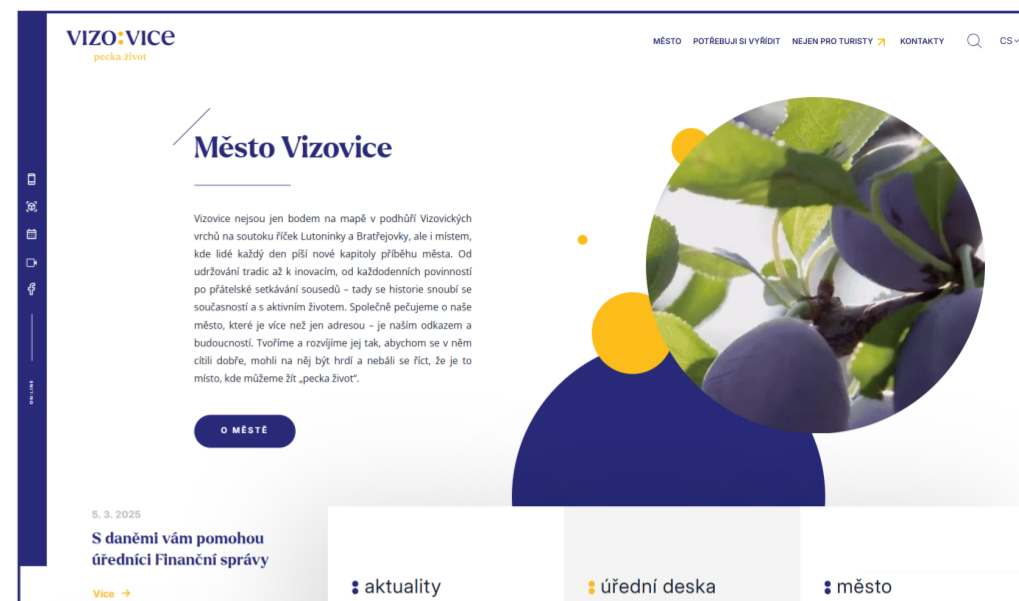 VIZO:VICE
pecka život
MĚSTO POTŘEBUJI SI VYŘÍDIT NEJEN PRO TURISTY KONTAKTY CS
Město Vizovice
Vizovice nejsou jen bodem na mapě v podhůří Vizovických
vrchů na soutoku říček Lutoninky a Bratřejovky, ale i místem,
kde lidé každý den píší nové kapitoly příběhu města. Od
udržování tradic až k inovacím, od každodenních povinností
po přátelské setkávání sousedů – tady se historie snoubí se
současností a s aktivním životem. Společně pečujeme o naše
město, které je více než jen adresou – je naším odkazem a
budoucností. Tvoříme a rozvíjíme jej tak, abychom se v něm
cítili dobře, mohli na něj být hrdí a nebáli se říct, že je to
místo, kde můžeme žít „pecka život“.
O MĚSTĚ
ON-LINE
5. 3. 2025
S daněmi vám pomohou
úředníci Finanční správy
Více →
aktuality
úřední deska
město